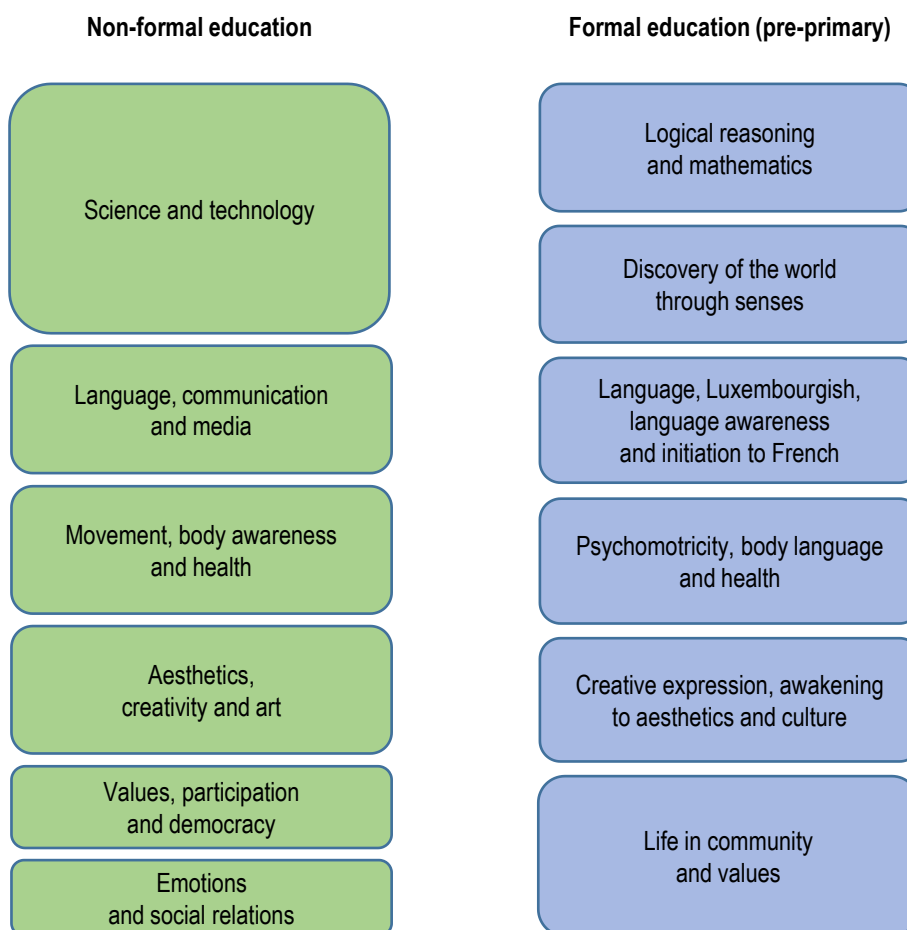 Non-formal education
Science and technology
Language, communication
and media
Movement, body awareness
and health
Aesthetics,
creativity and art
Values, participation
and democracy
Emotions
and social relations
Formal education (pre-primary)
Logical reasoning
and mathematics
Discovery of the world
through senses
Language, Luxembourgish,
language awareness
and initiation to French
Psychomotricity, body language
and health
Creative expression, awakening
to aesthetics and culture
Life in community
and values